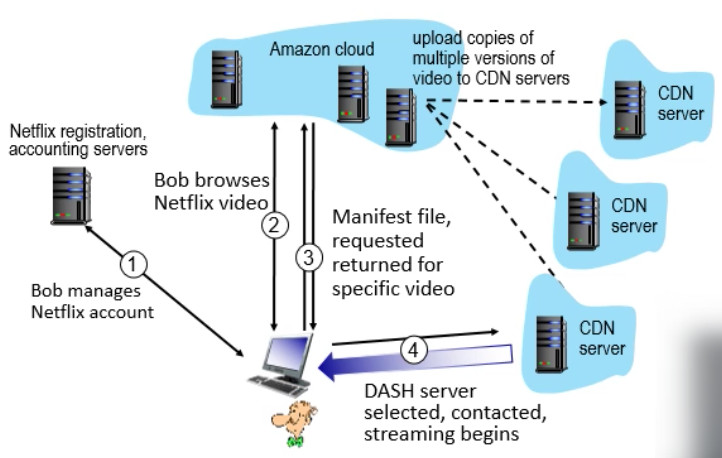 Amazon cloud
upload copies of
multiple versions of
video to CDN servers
CDN
server
Netflix registration,
accounting servers
Bob browses
Netflix video
2
3
Manifest file,
requested
returned for
specific video
CDN
server
1
Bob manages
Netflix account
4
CDN
server
DASH server
selected, contacted,
streaming begins